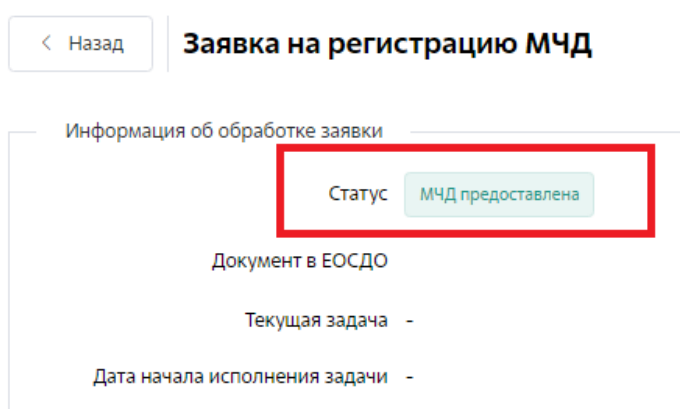 Назад
Заявка на регистрацию МЧД
Информация об обработке заявки
Статус МЧД предоставлена
Документ в ЕОСДО
Текущая задача -
Дата начала исполнения задачи -